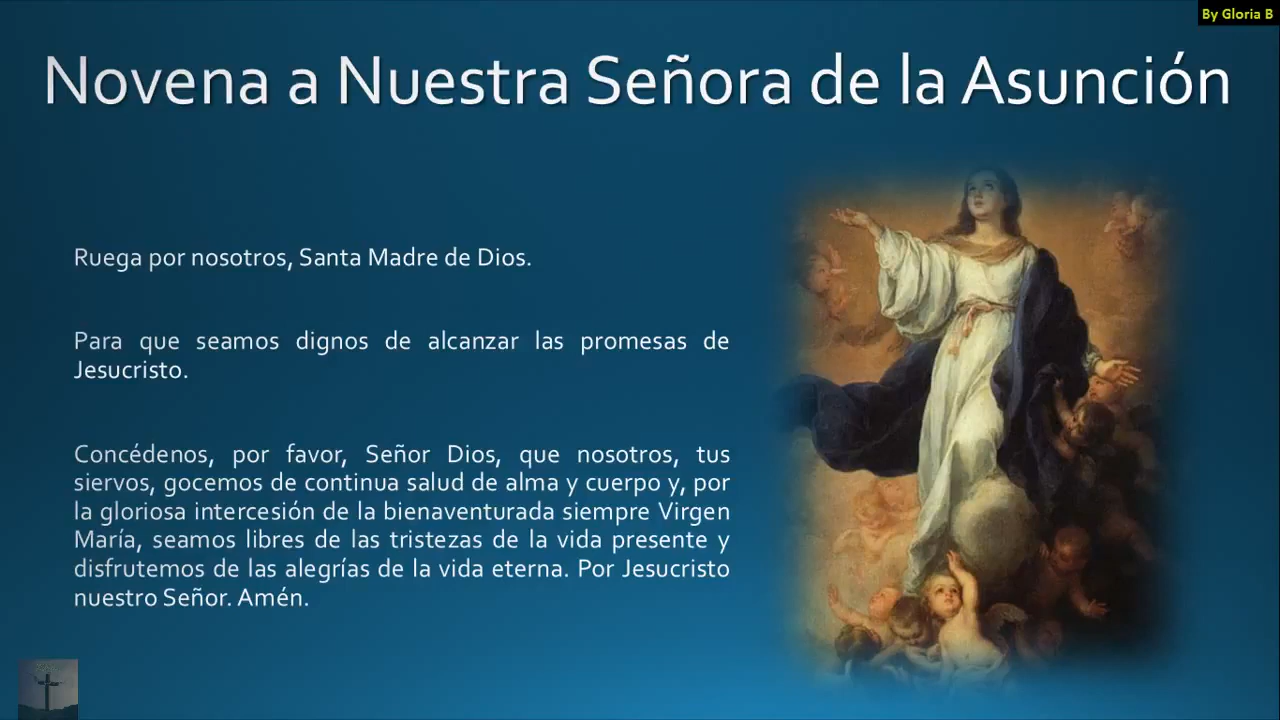 By Gloria B
Novena a Nuestra Señora de la Asunción
Ruega por nosotros, Santa Madre de Dios.
Para que seamos dignos de alcanzar las promesas de
Jesucristo.
Concédenos, por favor, Señor Dios, que nosotros, tus
siervos, gocemos de continua salud de alma y cuerpo y, por
la gloriosa intercesión de la bienaventurada siempre Virgen
María, seamos libres de las tristezas de la vida presente y
disfrutemos de las alegrías de la vida eterna. Por Jesucristo
nuestro Señor. Amén.